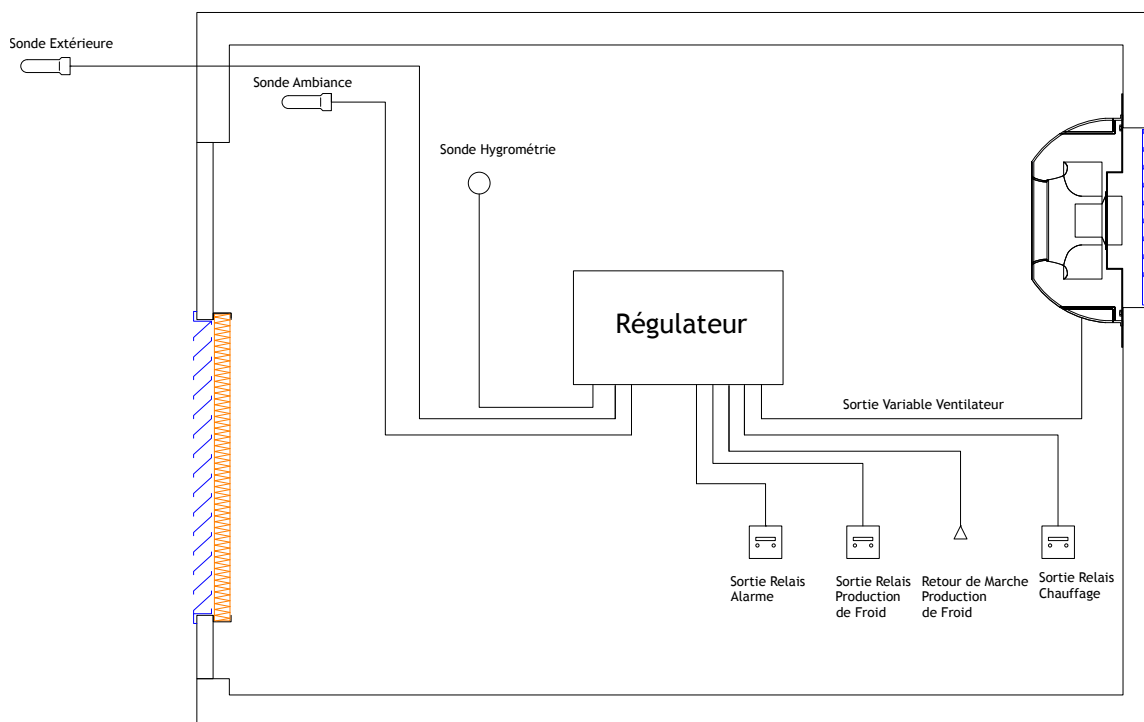 Sonde Extérieure
Sonde Ambiance
Sonde Hygrométrie
Régulateur
Sortie Variable Ventilateur
Sortie Relais
Alarme
Sortie Relais
Production
de Froid
Retour de Marche
Production
de Froid
Sortie Relais
Chauffage